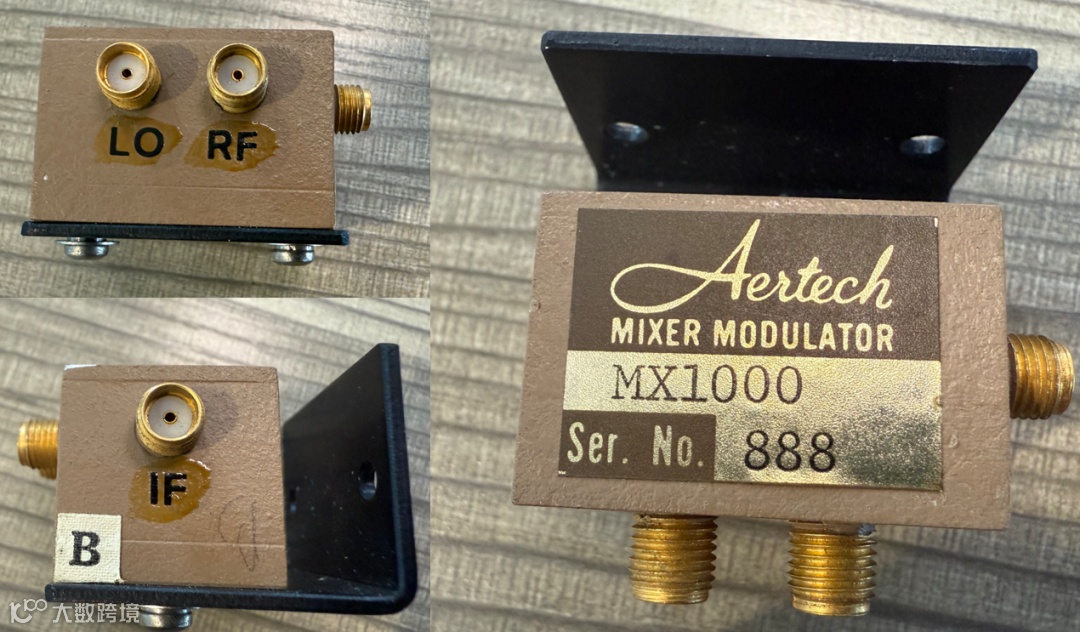 LO RF
IF
B
Aertech
MIXER MODULATOR
MX1000
Ser. No. 888
大数跨境